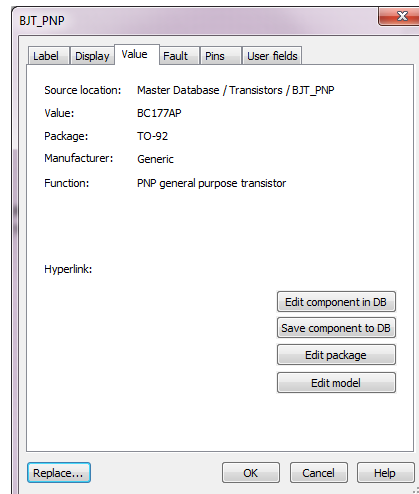 BJT_PNP
Label Display Value Fault Pins User fields
Source location: Master Database / Transistors / BJT_PNP
Value: BC177AP
Package: TO-92
Manufacturer: Generic
Function: PNP general purpose transistor
Hyperlink:
Edit component in DB
Save component to DB
Edit package
Edit model
Replace... OK Cancel Help